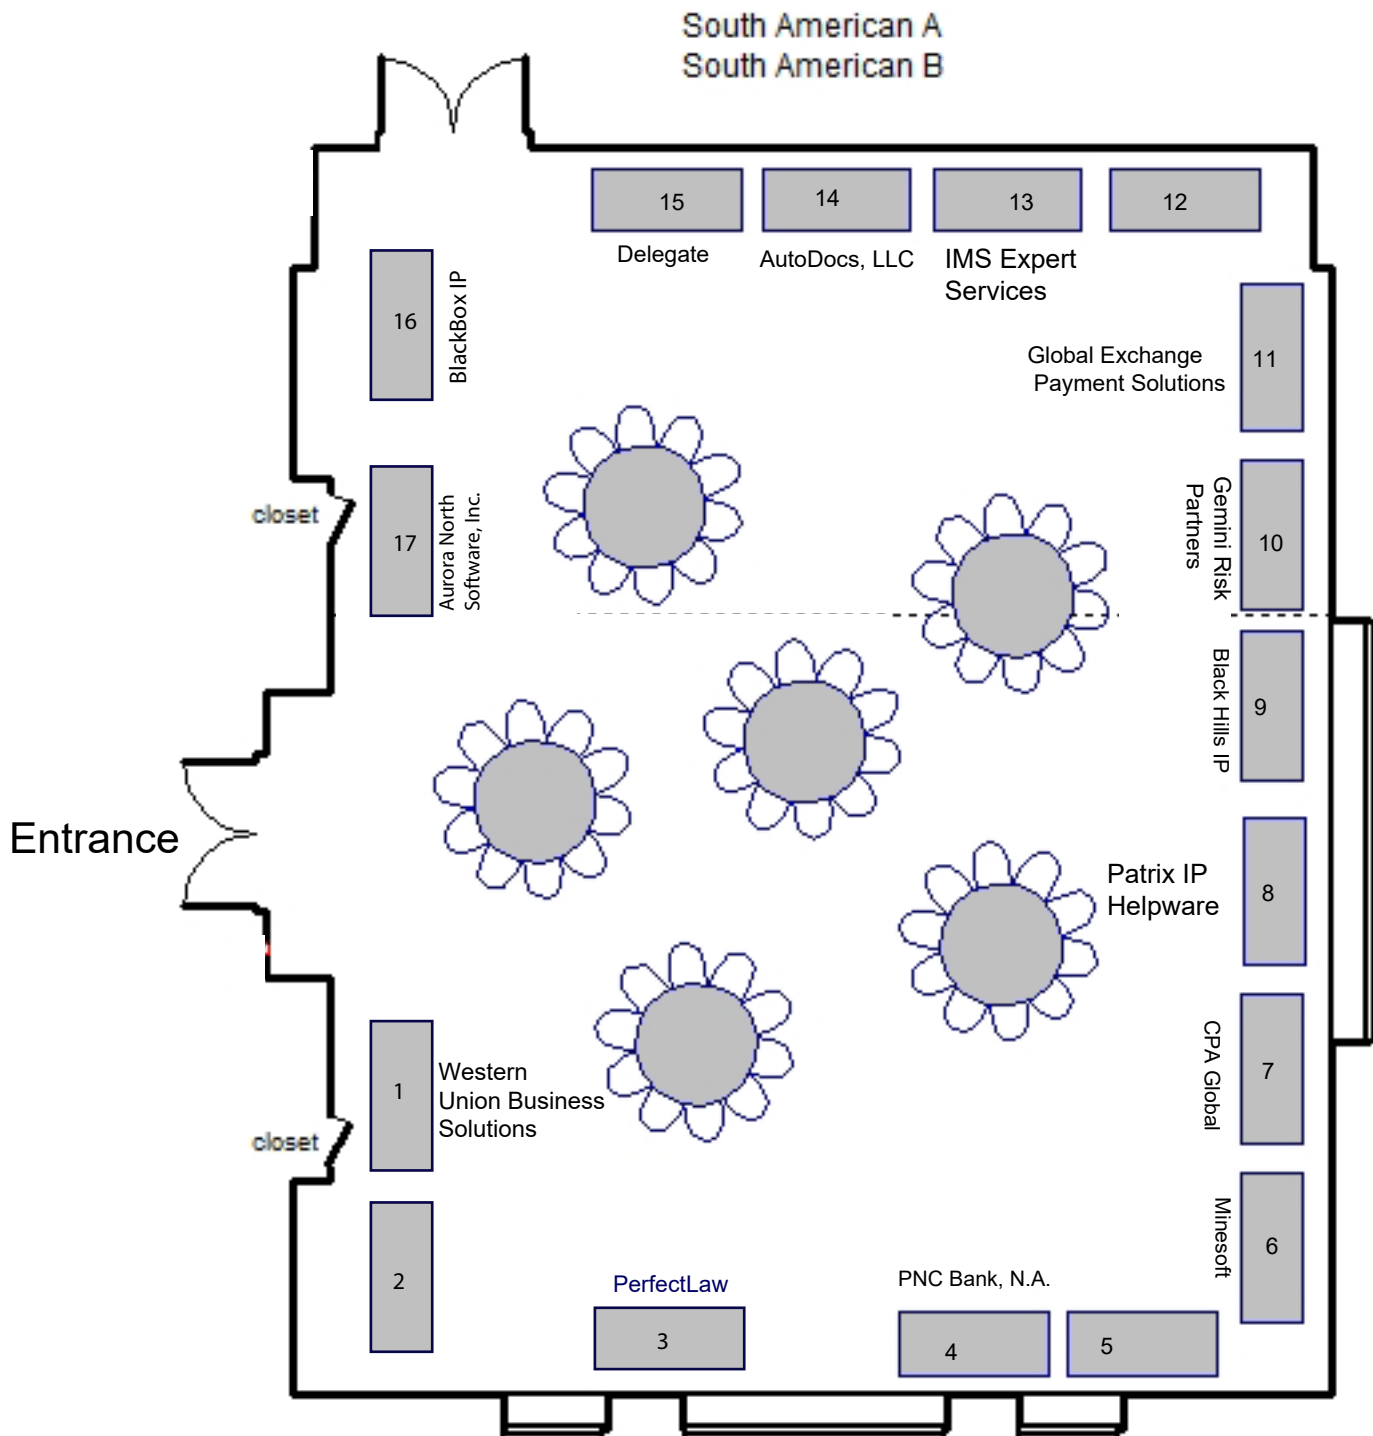 South American A
South American B
15
14
13
12
Delegate
AutoDocs, LLC
IMS Expert
Services
16
BlackBox IP
Global Exchange
Payment Solutions
11
closet
17
Aurora North
Software, Inc.
Gemini Risk
Partners
10
Black Hills IP
9
Entrance
Patrix IP
Helpware
8
1
Western
Union Business
Solutions
CPA Global
7
closet
2
Minesoft
6
PerfectLaw
3
PNC Bank, N.A.
4
5